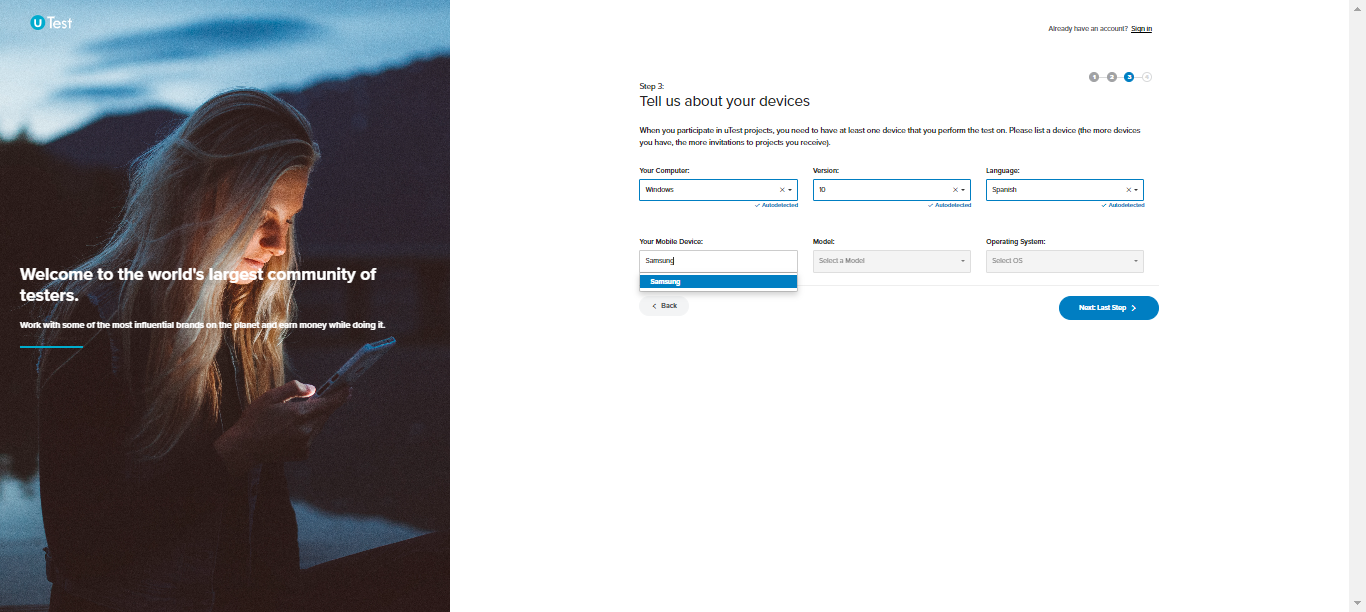 uTest
Already have an account? Sign in
1 2 3 4
Step 3:
Tell us about your devices
When you participate in uTest projects, you need to have at least one device that you perform the test on. Please list a device (the more devices
you have, the more invitations to projects you receive).
Your Computer: Version: Language:
Windows 10 Spanish
Autodetected Autodetected Autodetected
Your Mobile Device: Model: Operating System:
Samsung Select a Model Select OS
Samsung
Back Next: Last Step
Welcome to the world's largest community of
testers.
Work with some of the most influential brands on the planet and earn money while doing it.